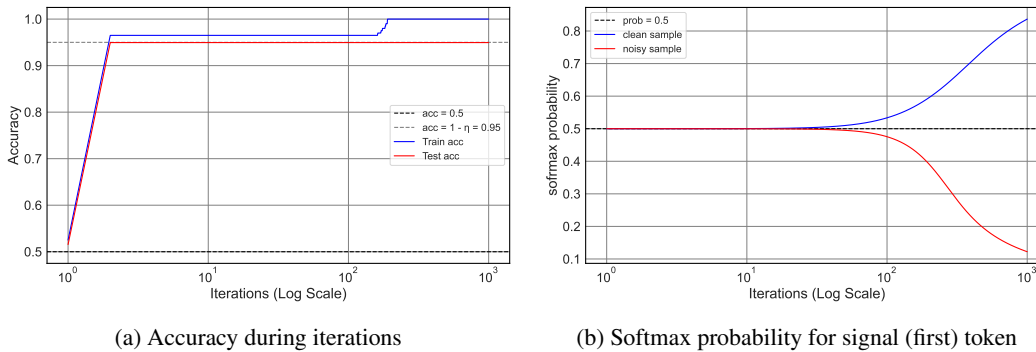 1.0
0.9
0.8
0.7
0.6
0.5
Accuracy
acc = 0.5
acc = 1 - η = 0.95
Train acc
Test acc
10⁰
10¹
10²
10³
Iterations (Log Scale)
(a) Accuracy during iterations
0.8
0.7
0.6
0.5
0.4
0.3
0.2
0.1
sofrmax probability
prob = 0.5
clean sample
noisy sample
10⁰
10¹
10²
10³
Iterations (Log Scale)
(b) Softmax probability for signal (first) token